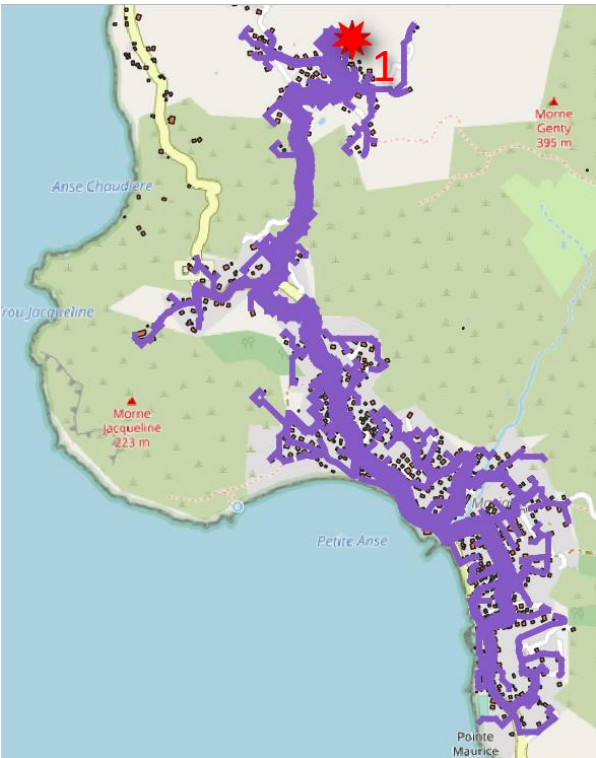 1
Morne
Genty
395 m
Anse Chaudière
Trou Jacqueline
Morne
Jacqueline
223 m
Petite Anse
Pointe
Maurice